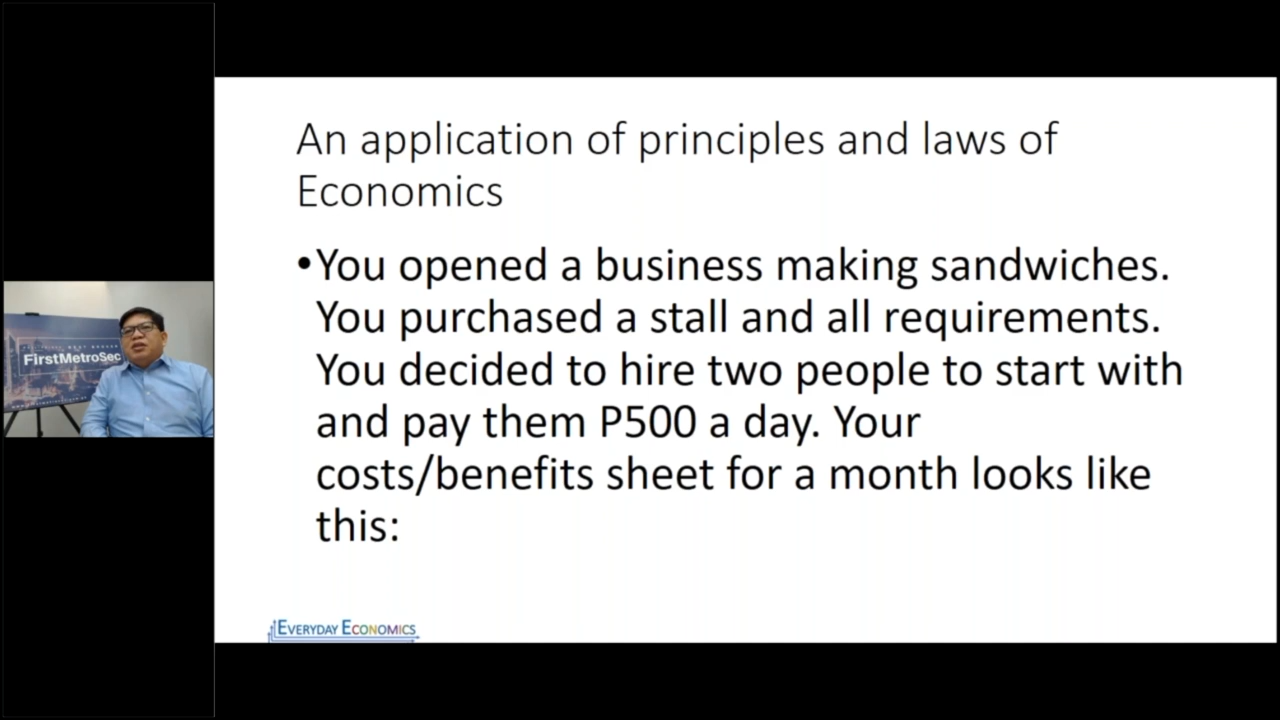 An application of principles and laws of
Economics
•You opened a business making sandwiches.
You purchased a stall and all requirements.
You decided to hire two people to start with
and pay them P500 a day. Your
costs/benefits sheet for a month looks like
this:
FirstMetroSec
EVERYDAY ECONOMICS